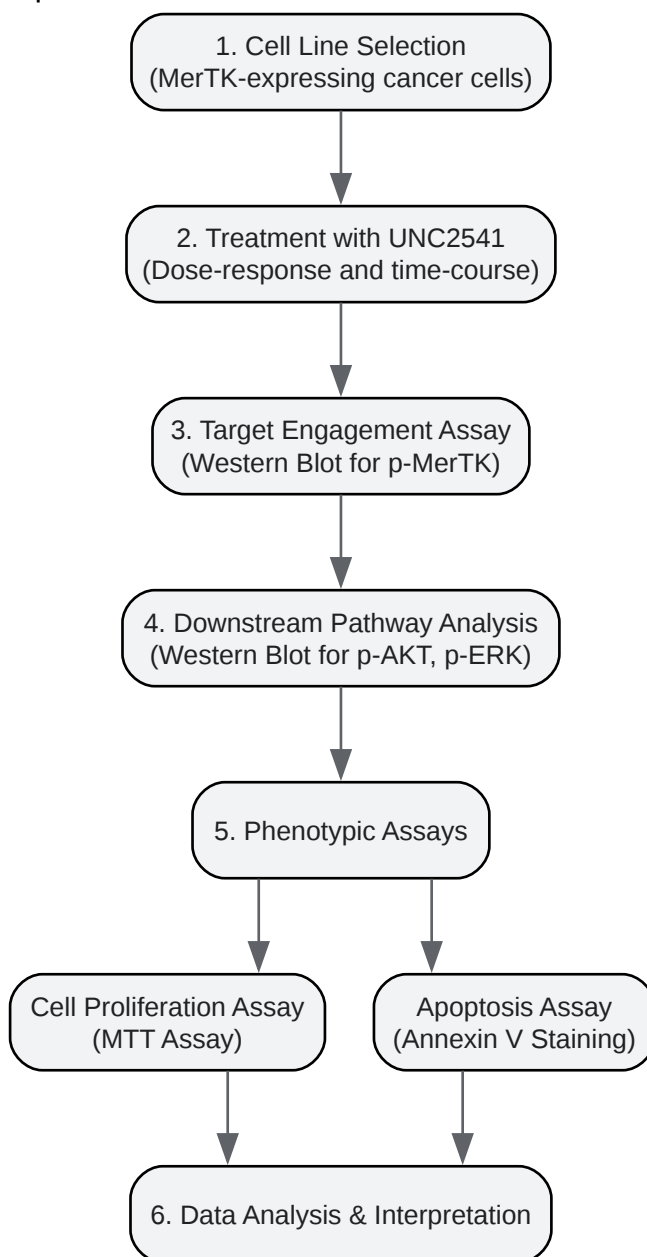 1. Cell Line Selection
(MerTK-expressing cancer cells)
2. Treatment with UNC2541
(Dose-response and time-course)
3. Target Engagement Assay
(Western Blot for p-MerTK)
4. Downstream Pathway Analysis
(Western Blot for p-AKT, p-ERK)
5. Phenotypic Assays
Cell Proliferation Assay
(MTT Assay)
Apoptosis Assay
(Annexin V Staining)
6. Data Analysis & Interpretation